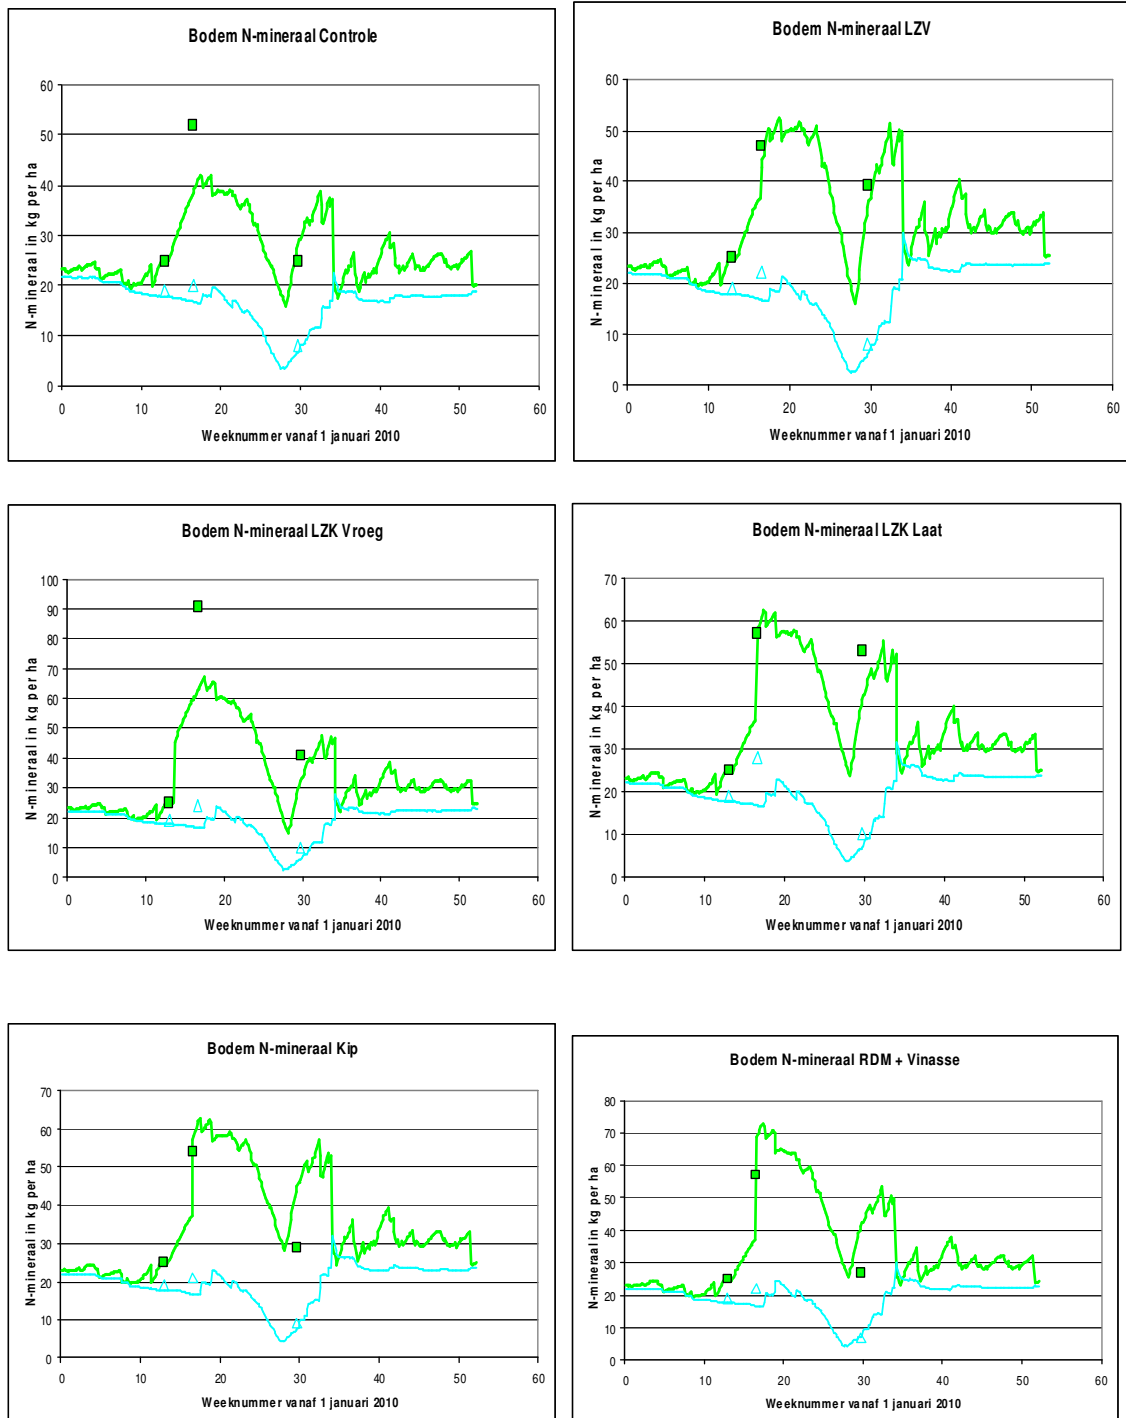 Bodem N-mineraal Controle
N-mineraal in kg per ha
60
50
40
30
20
10
0
0 10 20 30 40 50 60
Weeknummer vanaf 1 januari 2010
Bodem N-mineraal LZV
N-mineraal in kg per ha
60
50
40
30
20
10
0
0 10 20 30 40 50 60
Weeknummer vanaf 1 januari 2010
Bodem N-mineraal LZK Vroeg
N-mineraal in kg per ha
100
90
80
70
60
50
40
30
20
10
0
0 10 20 30 40 50 60
Weeknummer vanaf 1 januari 2010
Bodem N-mineraal LZK Laat
N-mineraal in kg per ha
70
60
50
40
30
20
10
0
0 10 20 30 40 50 60
Weeknummer vanaf 1 januari 2010
Bodem N-mineraal Kip
N-mineraal in kg per ha
70
60
50
40
30
20
10
0
0 10 20 30 40 50 60
Weeknummer vanaf 1 januari 2010
Bodem N-mineraal RDM + Vinasse
N-mineraal in kg per ha
80
70
60
50
40
30
20
10
0
0 10 20 30 40 50 60
Weeknummer vanaf 1 januari 2010